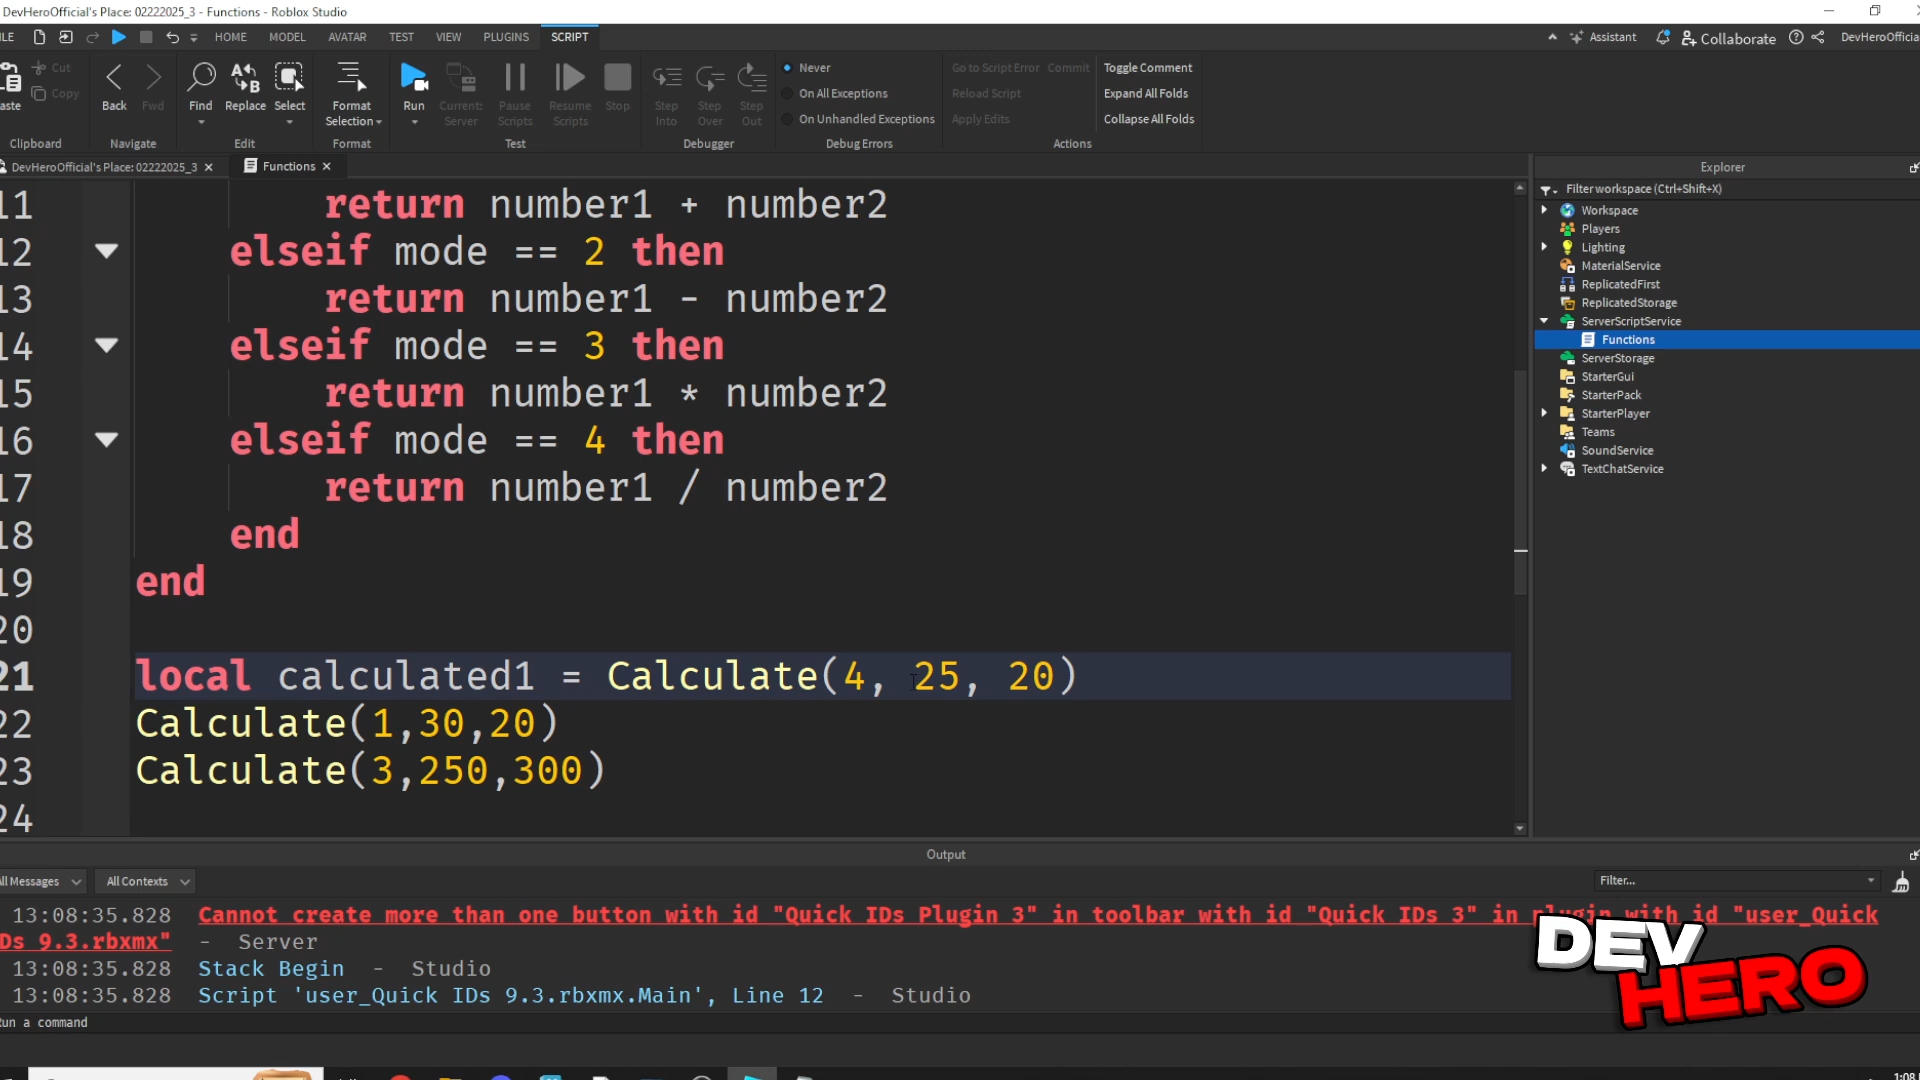 DevHeroOfficial's Place: 02222025_3 - Functions - Roblox Studio
HOME MODEL AVATAR TEST VIEW PLUGINS SCRIPT
Assistant Collaborate DevHeroOfficia
Cut
Copy
Back Fwd Find Replace Select Format Selection Run Current: Server Pause Scripts Resume Scripts Stop Step Into Step Over Step Out
Never
On All Exceptions
On Unhandled Exceptions
Go to Script Error Commit
Reload Script
Apply Edits
Toggle Comment
Expand All Folds
Collapse All Folds
Clipboard Navigate Edit Format Test Debugger Debug Errors Actions
DevHeroOfficial's Place: 02222025_3 Functions
Explorer
Filter workspace (Ctrl+Shift+X)
Workspace
Players
Lighting
MaterialService
ReplicatedFirst
ReplicatedStorage
ServerScriptService
Functions
ServerStorage
StarterGui
StarterPack
StarterPlayer
Teams
SoundService
TextChatService
11 return number1 + number2
12 elseif mode == 2 then
13 return number1 - number2
14 elseif mode == 3 then
15 return number1 * number2
16 elseif mode == 4 then
17 return number1 / number2
18 end
19 end
20
21 local calculated1 = Calculate(4, 25, 20)
22 Calculate(1,30,20)
23 Calculate(3,250,300)
24
Output
All Messages All Contexts Filter...
13:08:35.828 Cannot create more than one button with id "Quick IDs Plugin 3" in toolbar with id "Quick IDs 3" in plugin with id "user_Quick
IDs 9.3.rbxmx" - Server
13:08:35.828 Stack Begin - Studio
13:08:35.828 Script 'user_Quick IDs 9.3.rbxmx.Main', Line 12 - Studio
Run a command
DEV
HERO